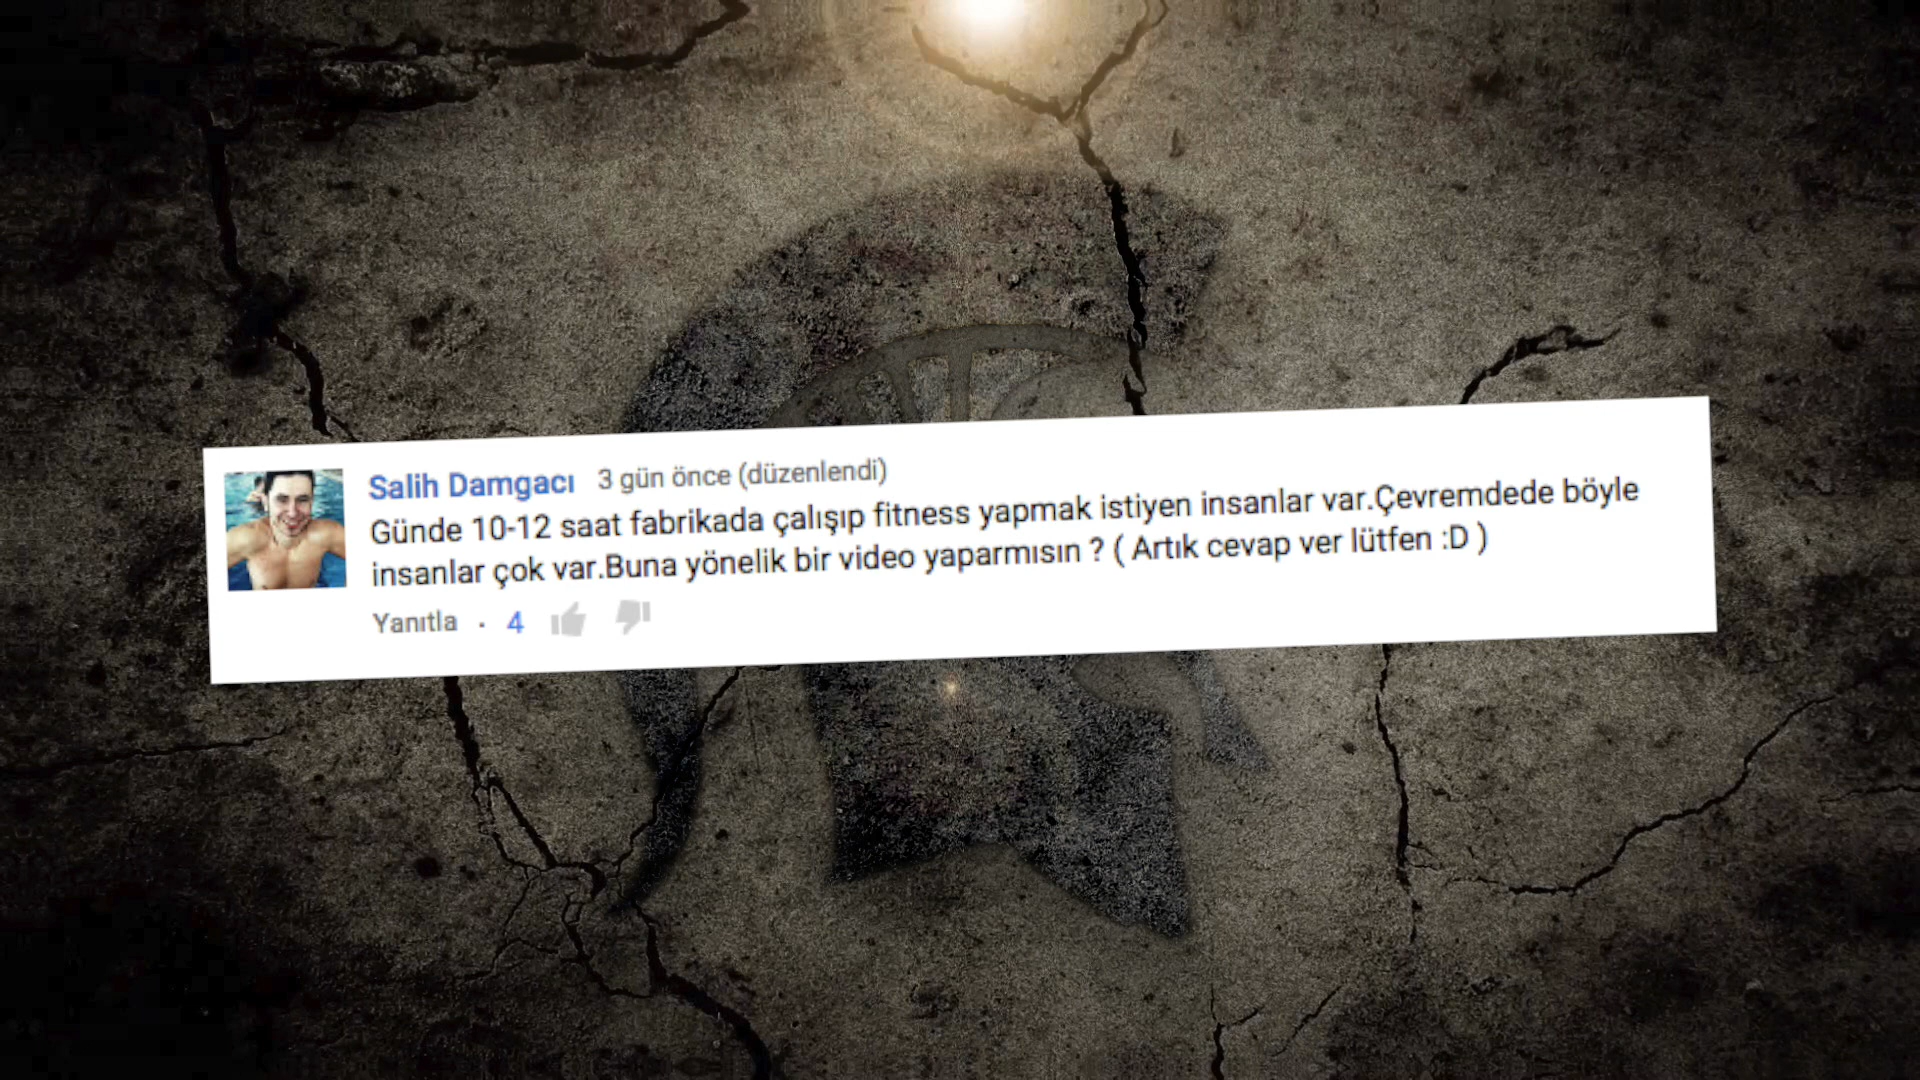 Salih Damgacı 3 gün önce (düzenlendi)
Günde 10-12 saat fabrikada çalışıp fitness yapmak istiyen insanlar var.Çevremdede böyle
insanlar çok var.Buna yönelik bir video yaparmısın ? ( Artık cevap ver lütfen :D )
Yanıtla · 4